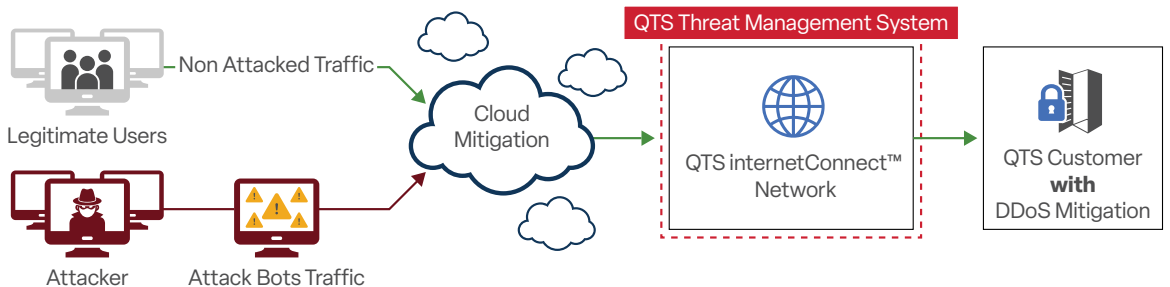 QTS Threat Management System
Non Attacked Traffic
Legitimate Users
Cloud
Mitigation
QTS internetConnect™
Network
QTS Customer
with
DDoS Mitigation
Attacker
Attack Bots Traffic